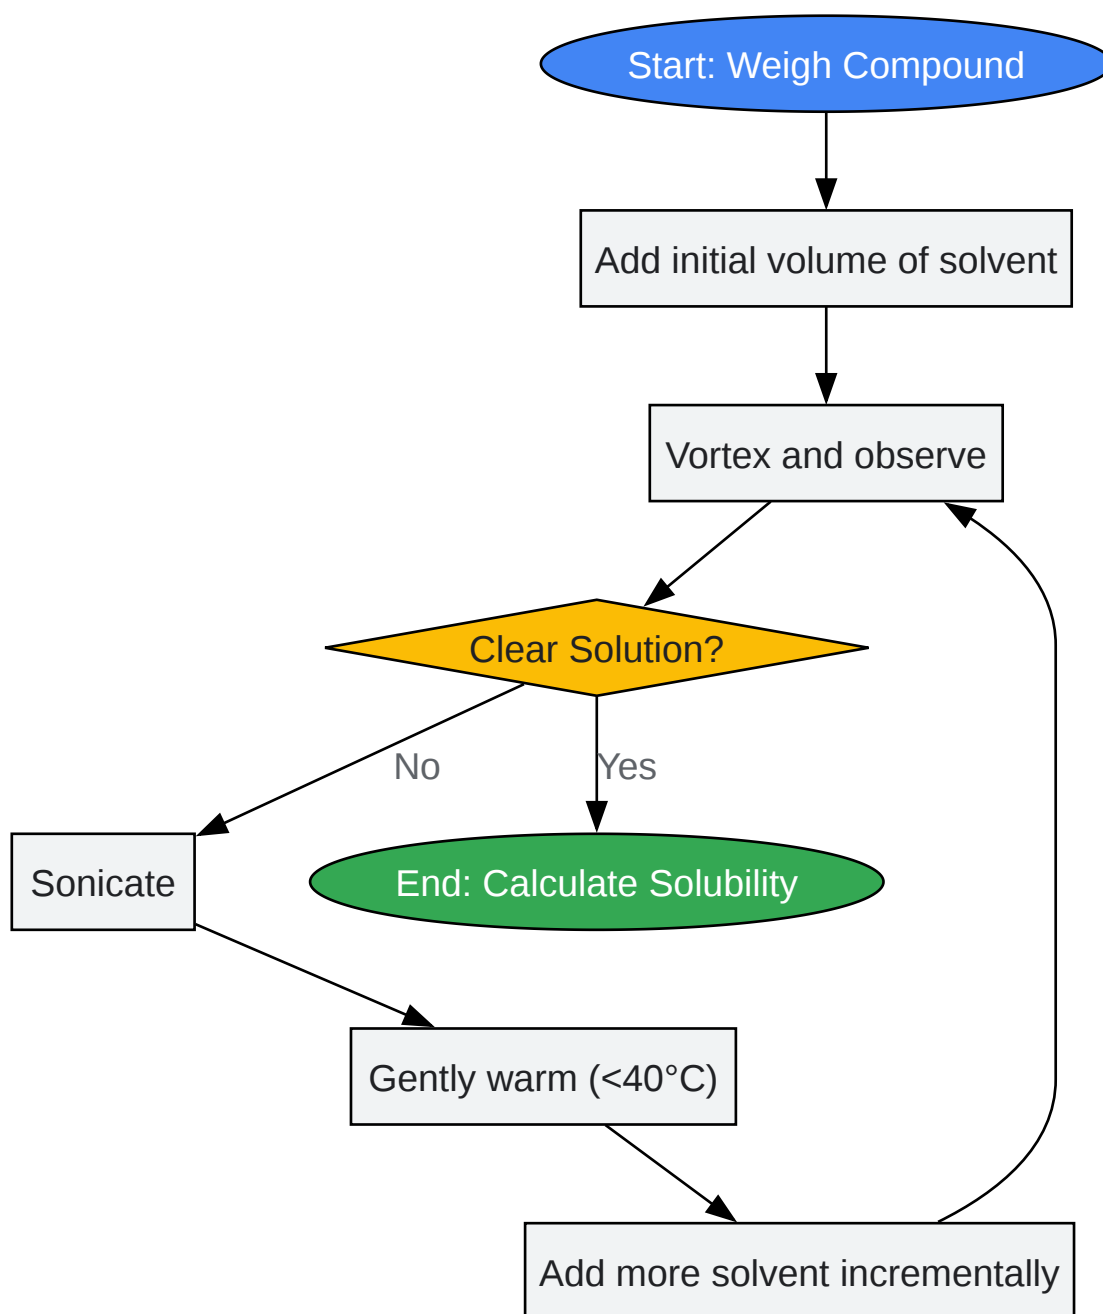 Start: Weigh Compound
Add initial volume of solvent
Vortex and observe
Clear Solution?
No
Yes
Sonicate
End: Calculate Solubility
Gently warm (<40°C)
Add more solvent incrementally